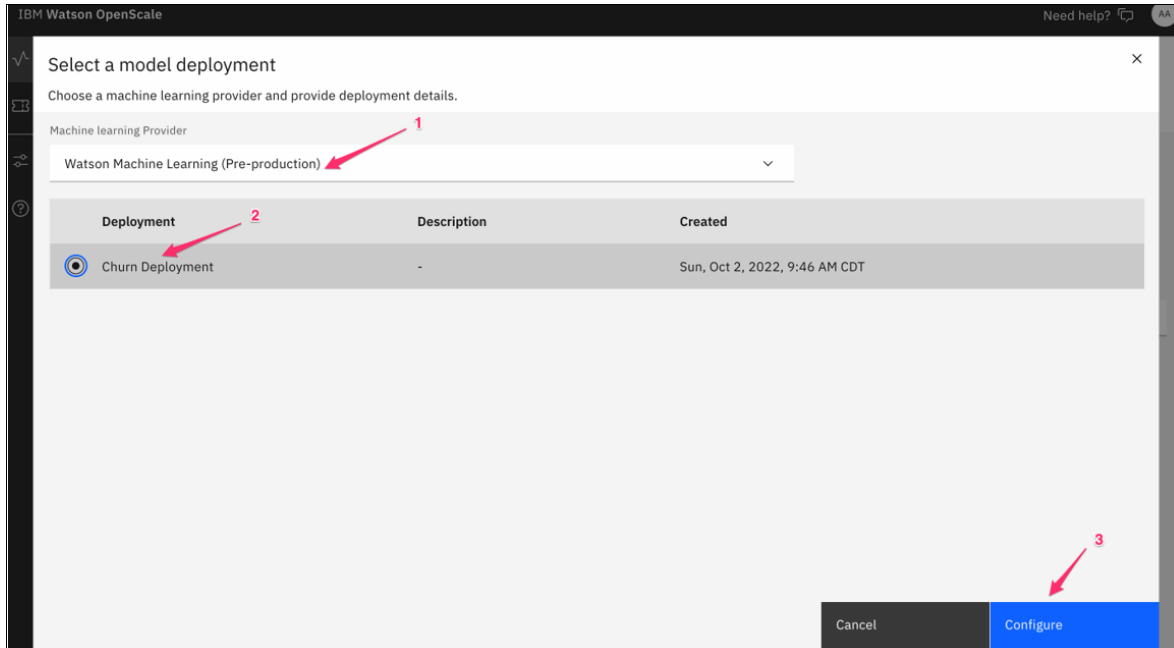 IBM Watson OpenScale
Need help?
AA
Select a model deployment
Choose a machine learning provider and provide deployment details.
Machine learning Provider
1
Watson Machine Learning (Pre-production)
Deployment
2
Description
Created
Churn Deployment
-
Sun, Oct 2, 2022, 9:46 AM CDT
3
Cancel
Configure